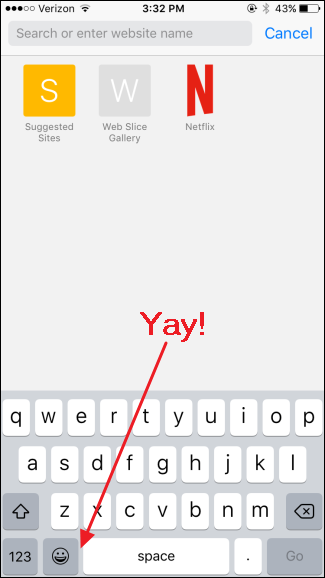 Verizon 3:32 PM 43%
Search or enter website name Cancel
S W N
Suggested Web Slice Netflix
Sites Gallery
Yay!
q w e r t y u i o p
a s d f g h j k l
z x c v b n m
123 space . Go